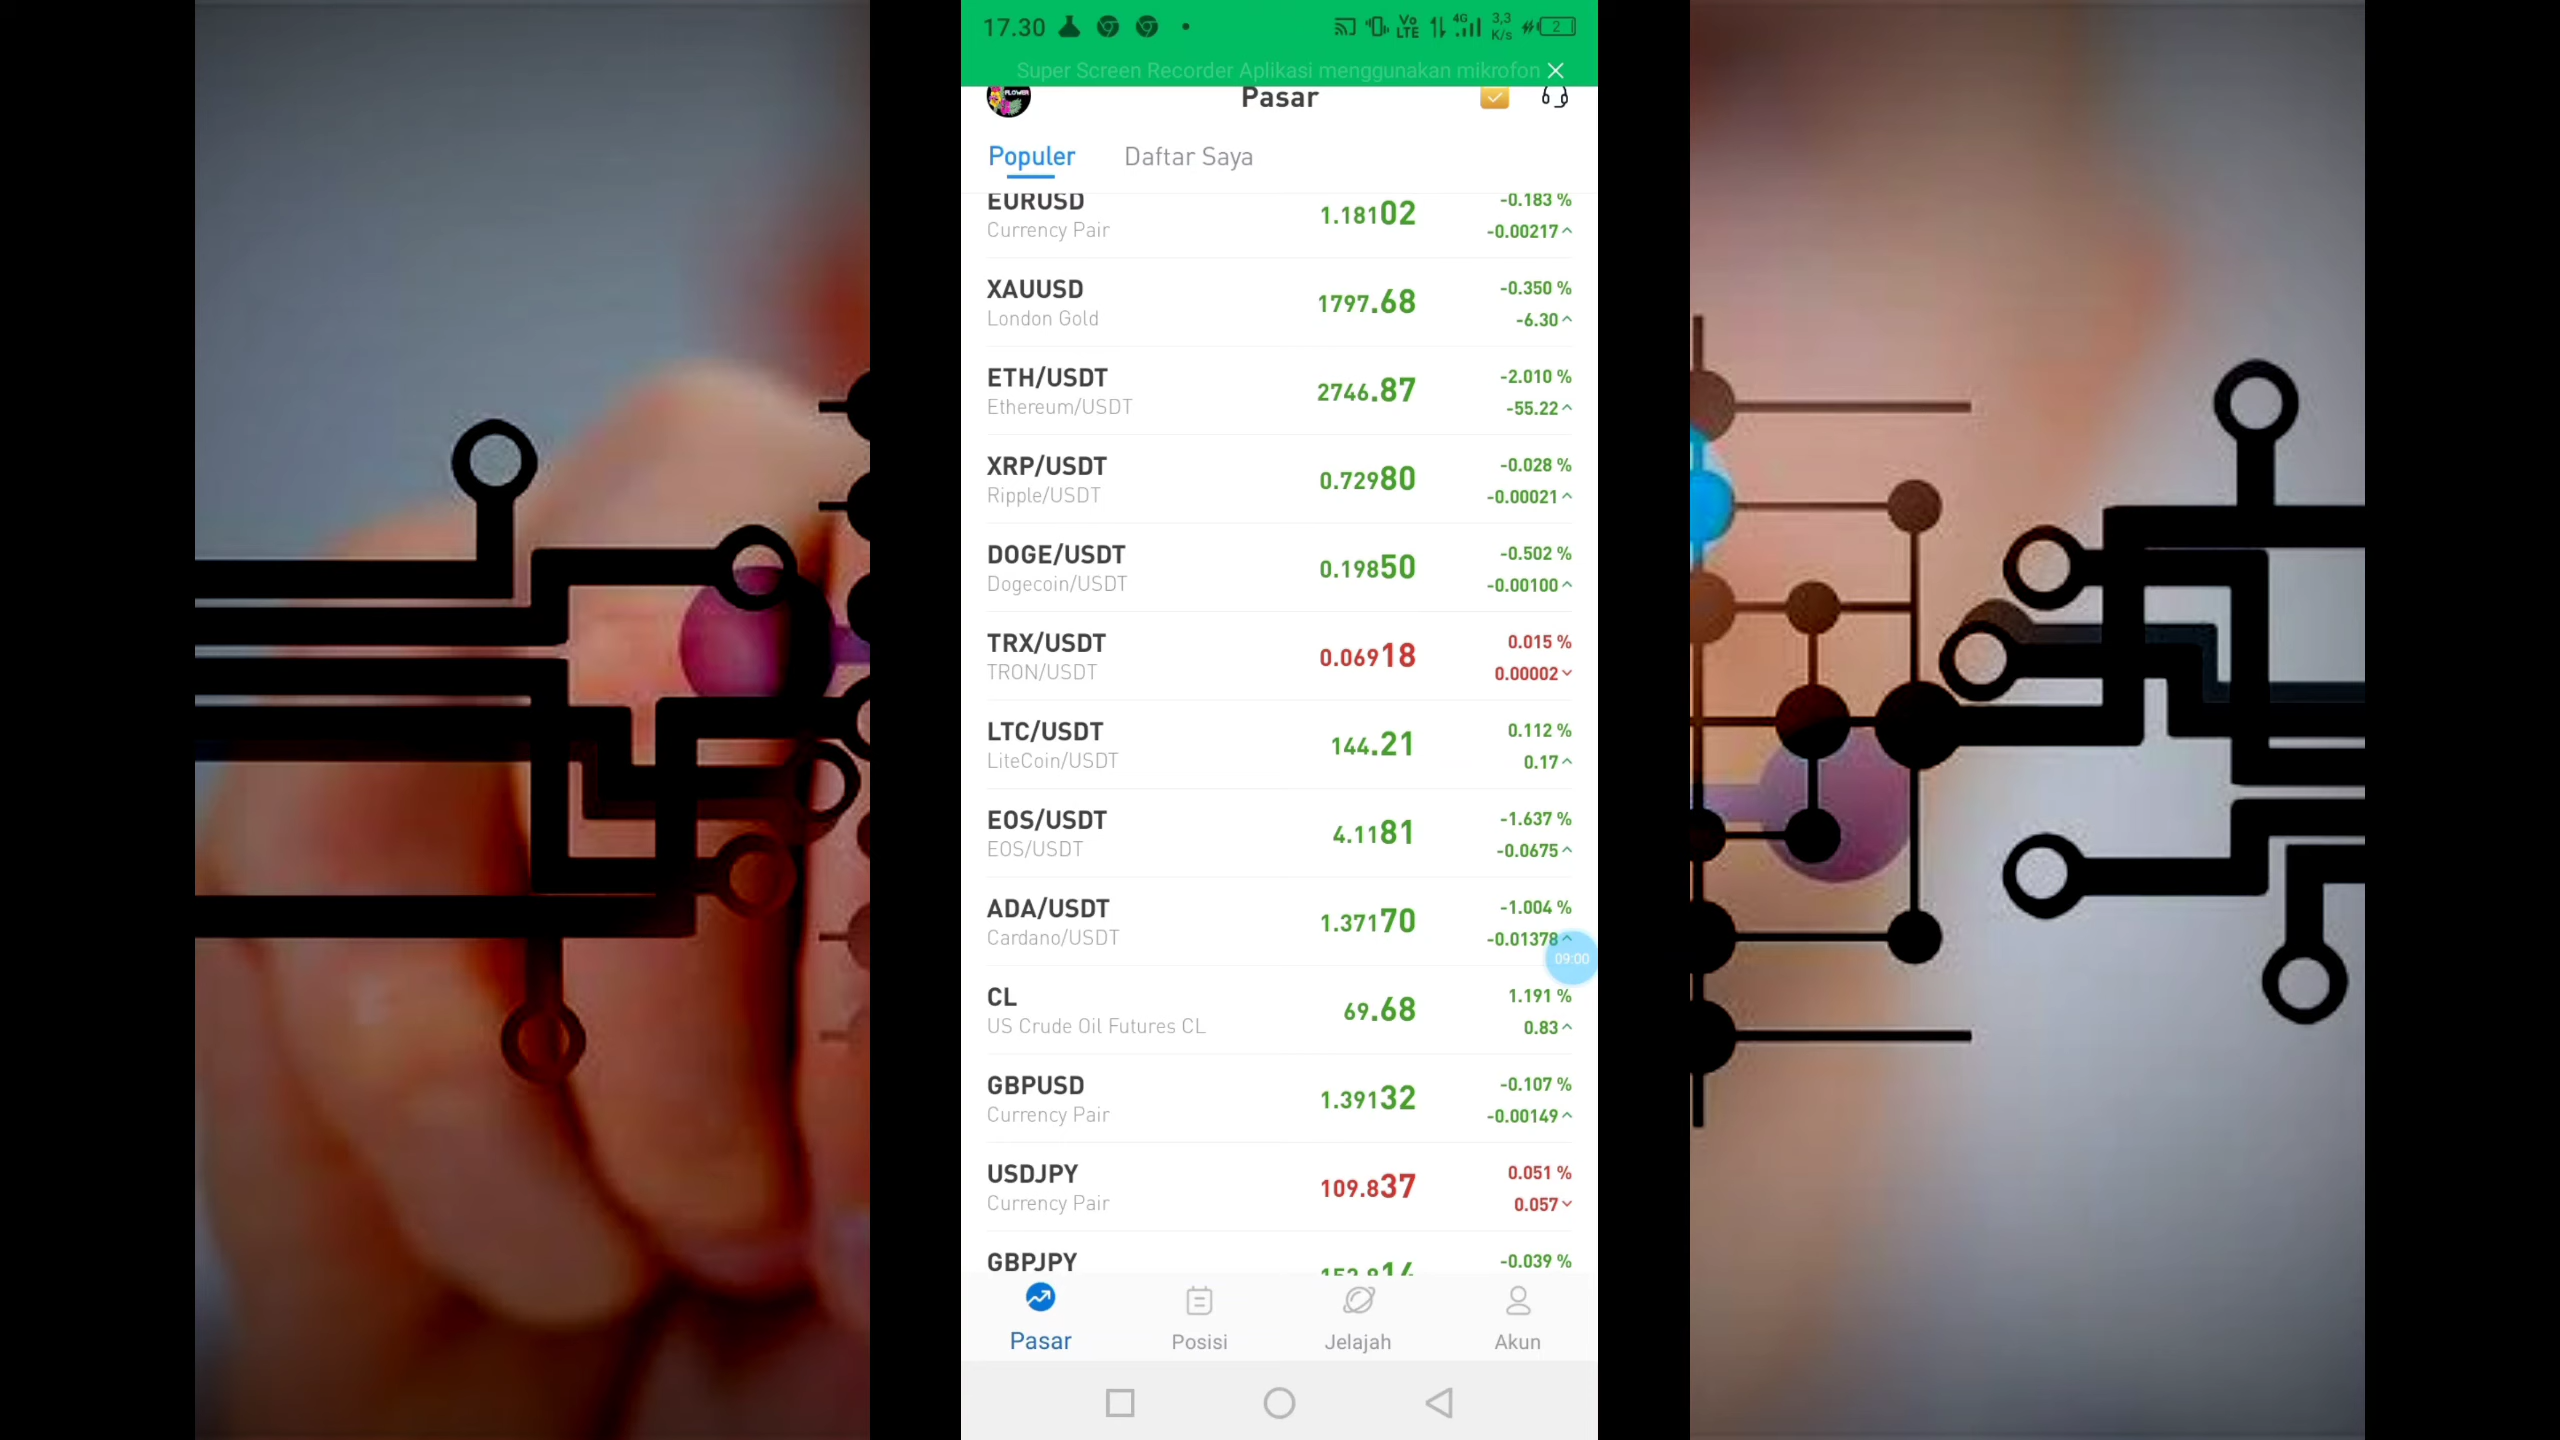 17.30
Vo LTE 4G 3,3 K/s 2
Super Screen Recorder Aplikasi menggunakan mikrofon
FLOWER
Pasar
Populer Daftar Saya
EURUSD 1.18102 -0.183 %
Currency Pair -0.00217
XAUUSD 1797.68 -0.350 %
London Gold -6.30
ETH/USDT 2746.87 -2.010 %
Ethereum/USDT -55.22
XRP/USDT 0.72980 -0.028 %
Ripple/USDT -0.00021
DOGE/USDT 0.19850 -0.502 %
Dogecoin/USDT -0.00100
TRX/USDT 0.06918 0.015 %
TRON/USDT 0.00002
LTC/USDT 144.21 0.112 %
LiteCoin/USDT 0.17
EOS/USDT 4.1181 -1.637 %
EOS/USDT -0.0675
ADA/USDT 1.37170 -1.004 %
Cardano/USDT -0.01378
09:00
CL 69.68 1.191 %
US Crude Oil Futures CL 0.83
GBPUSD 1.39132 -0.107 %
Currency Pair -0.00149
USDJPY 109.837 0.051 %
Currency Pair 0.057
GBPJPY -0.039 %
Pasar Posisi Jelajah Akun